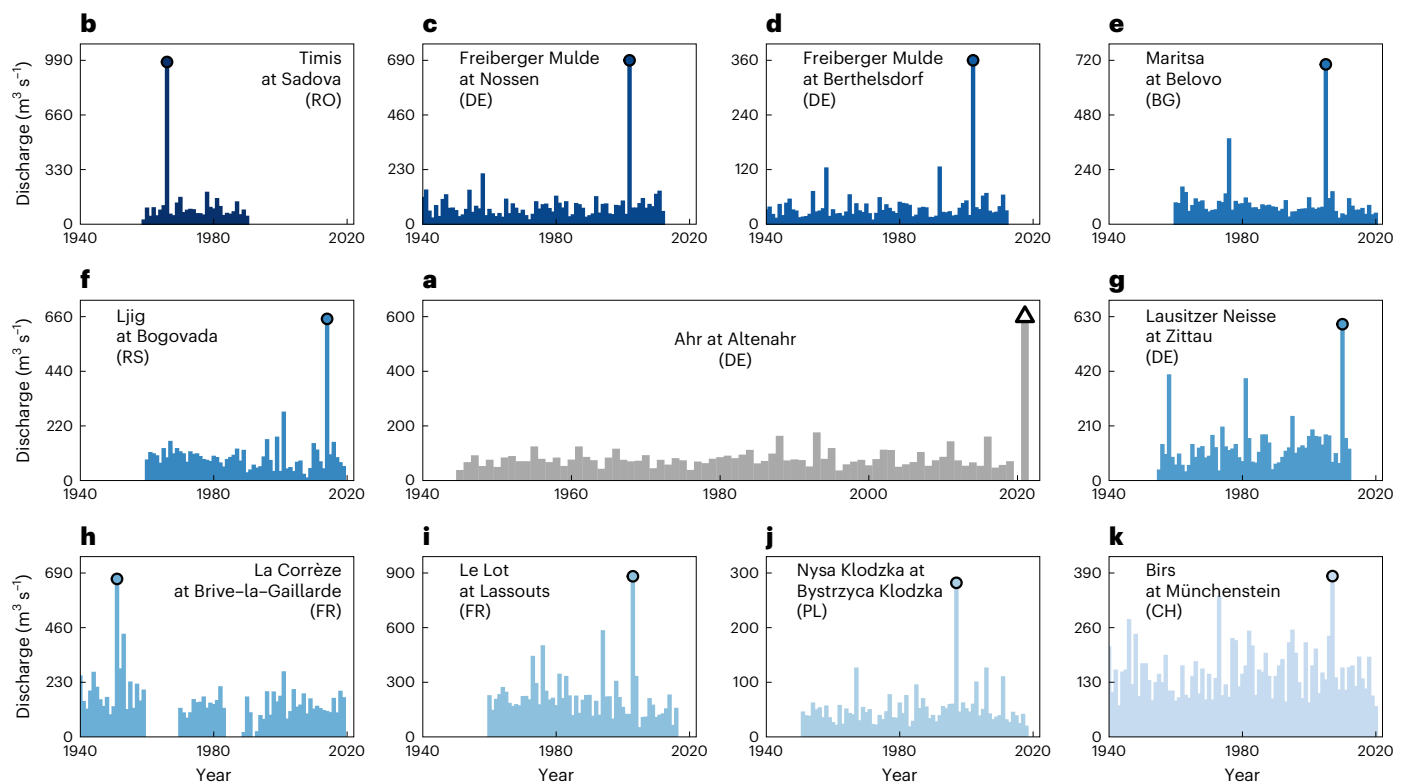 b
Discharge (m³ s⁻¹)
990
660
330
0
1940
1980
2020
Timis
at Sadova
(RO)
c
690
460
230
0
1940
1980
2020
Freiberger Mulde
at Nossen
(DE)
d
360
240
120
0
1940
1980
2020
Freiberger Mulde
at Berthelsdorf
(DE)
e
720
480
240
0
1940
1980
2020
Maritsa
at Belovo
(BG)
f
Discharge (m³ s⁻¹)
660
440
220
0
1940
1980
2020
Ljig
at Bogovada
(RS)
a
600
400
200
0
1940
1960
1980
2000
2020
Ahr at Altenahr
(DE)
g
630
420
210
0
1940
1980
2020
Lausitzer Neisse
at Zittau
(DE)
h
Discharge (m³ s⁻¹)
690
460
230
0
1940
1980
2020
Year
La Corrèze
at Brive–la–Gaillarde
(FR)
i
900
600
300
0
1940
1980
2020
Year
Le Lot
at Lassouts
(FR)
j
300
200
100
0
1940
1980
2020
Year
Nysa Klodzka at
Bystrzyca Klodzka
(PL)
k
390
260
130
0
1940
1980
2020
Year
Birs
at Münchenstein
(CH)